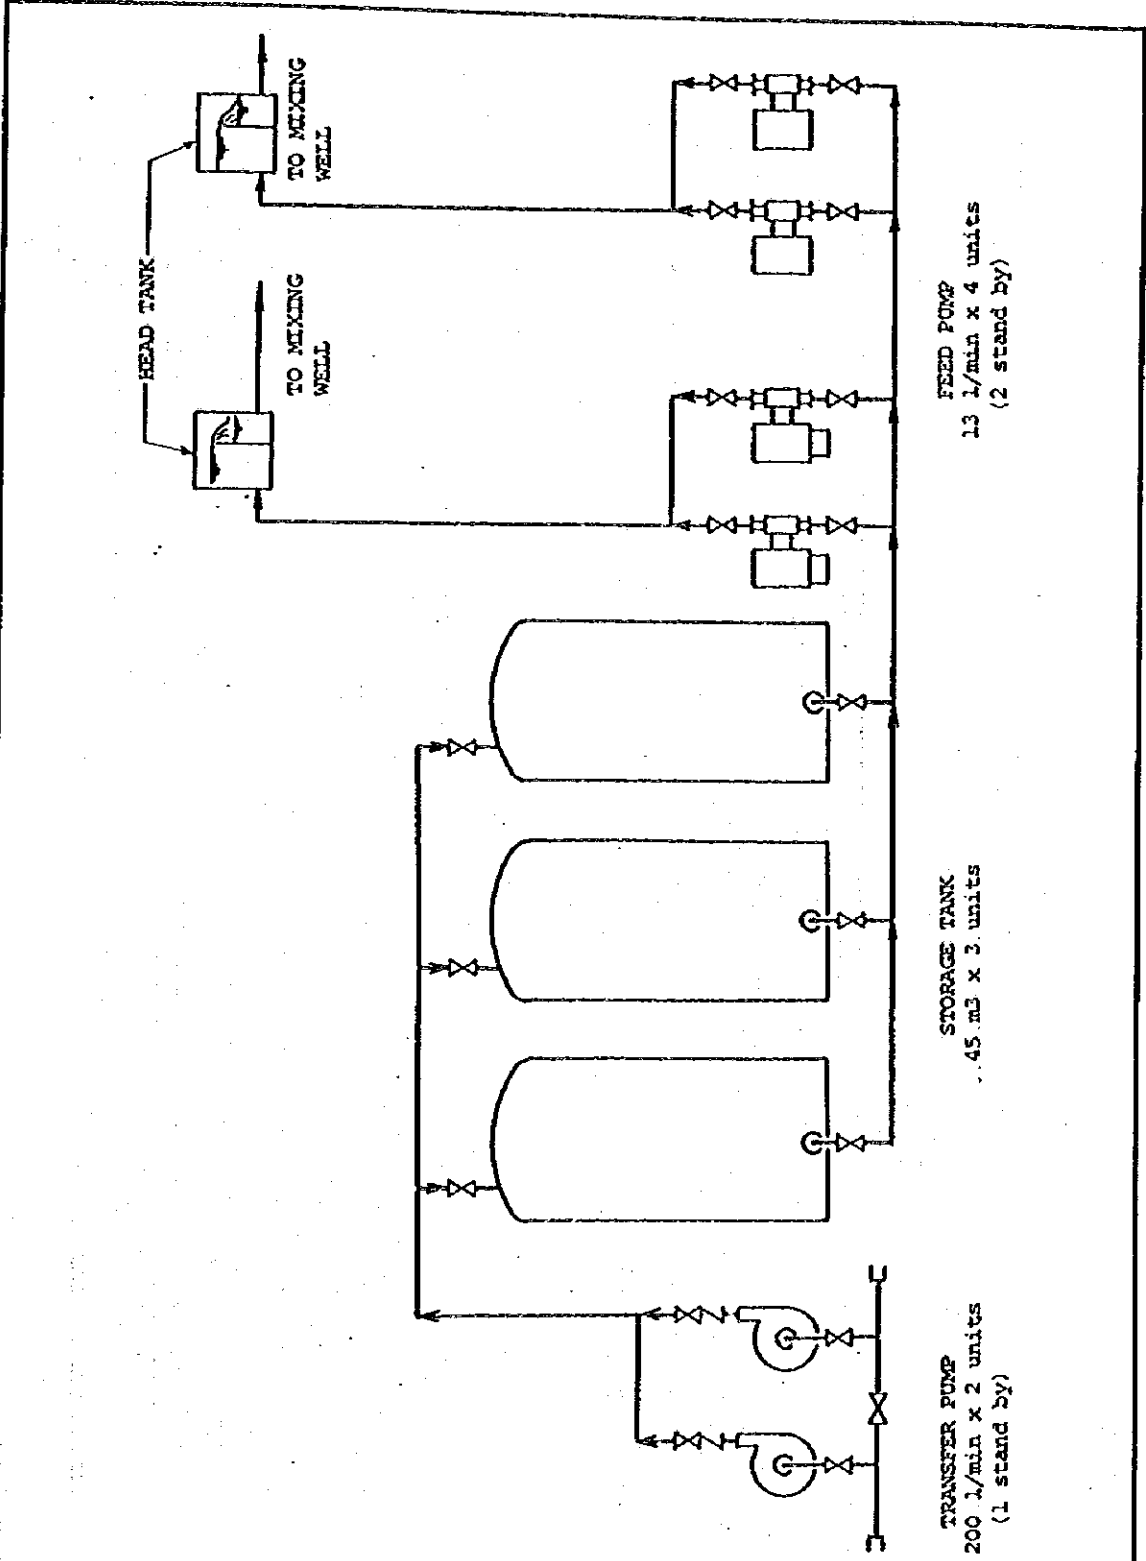 HEAD TANK
TO MIXING
WELL
TO MIXING
WELL
TRANSFER PUMP
200 l/min x 2 units
(1 stand by)
STORAGE TANK
45 m3 x 3 units
FEED PUMP
13 l/min x 4 units
(2 stand by)